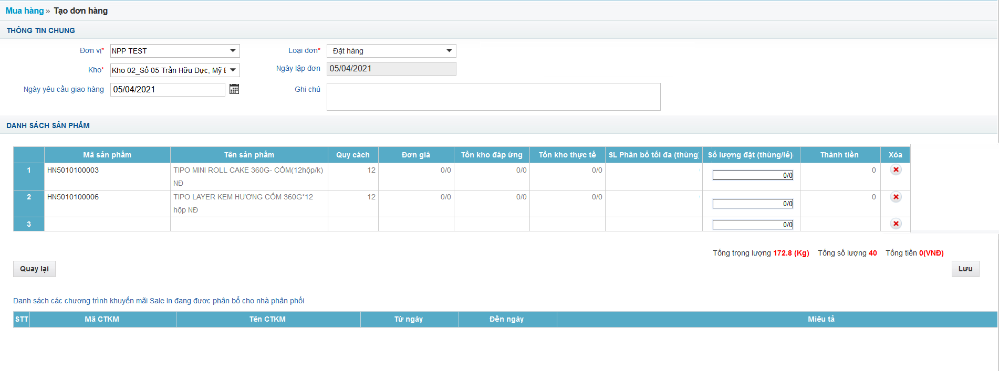 Mua hàng » Tạo đơn hàng
THÔNG TIN CHUNG
Đơn vị* NPP TEST Loại đơn* Đặt hàng
Kho* Kho 02_Số 05 Trần Hữu Dực, Mỹ Ngày lập đơn 05/04/2021
Ngày yêu cầu giao hàng 05/04/2021 Ghi chú
DANH SÁCH SẢN PHẨM
Mã sản phẩm Tên sản phẩm Quy cách Đơn giá Tồn kho đáp ứng Tồn kho thực tế SL Phân bổ tối đa (thùng) Số lượng đặt (thùng/lẻ) Thành tiền Xóa
1 HN5010100003 TIPO MINI ROLL CAKE 360G- CỐM(12hộp/k) 12 0/0 0/0 0/0 0/0 0
NĐ
2 HN5010100006 TIPO LAYER KEM HƯƠNG CỐM 360G*12 12 0/0 0/0 0/0 0/0 0
hộp NĐ
3 0/0
Tổng trọng lượng 172.8 (Kg) Tổng số lượng 40 Tổng tiền 0(VNĐ)
Quay lại Lưu
Danh sách các chương trình khuyến mãi Sale In đang được phân bổ cho nhà phân phối
STT Mã CTKM Tên CTKM Từ ngày Đến ngày Miêu tả